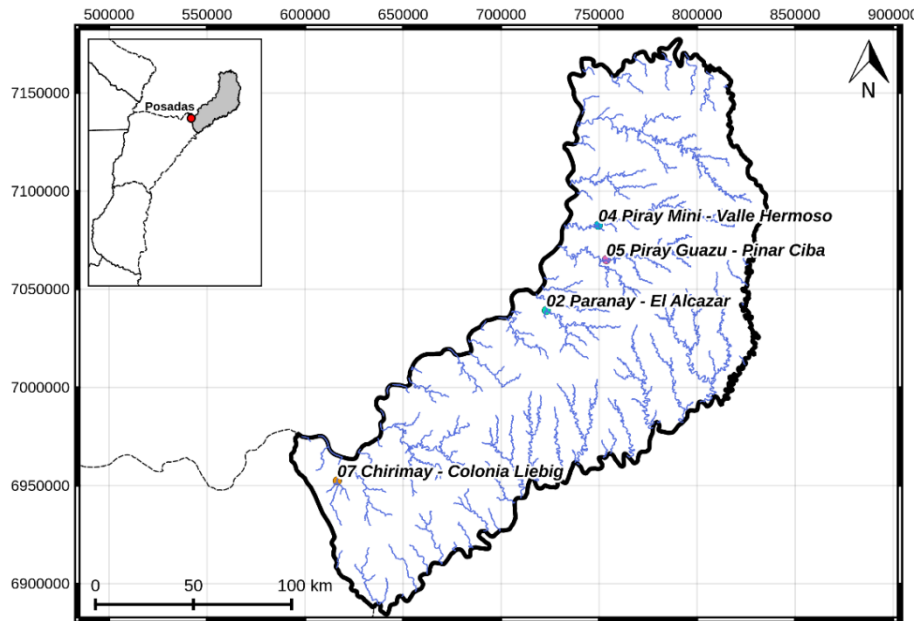 500000 550000 600000 650000 700000 750000 800000 850000 900000
7150000
7100000
7050000
7000000
6950000
6900000
Posadas
N
04 Piray Mini - Valle Hermoso
05 Piray Guazu - Pinar Ciba
02 Paranay - El Alcazar
07 Chirimay - Colonia Liebig
0 50 100 km